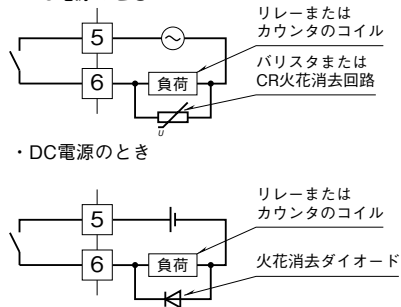 5
6
負荷
U
リレーまたは
カウンタのコイル
バリスタまたは
CR火花消去回路
・DC電源のとき
5
6
負荷
リレーまたは
カウンタのコイル
火花消去ダイオード